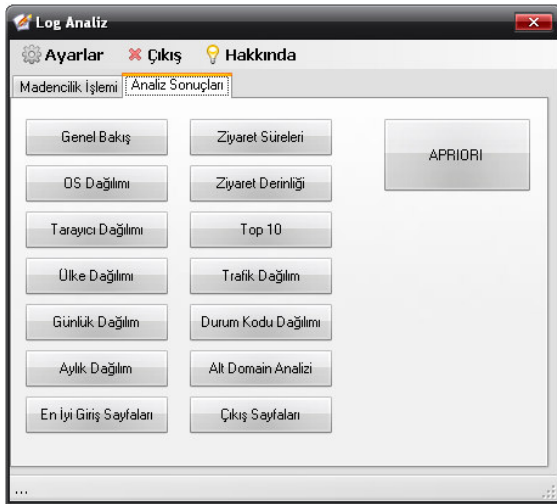 Log Analiz
Ayarlar Çıkış Hakkında
Madencilik İşlemi Analiz Sonuçları
Genel Bakış Ziyaret Süreleri APRIORI
OS Dağılımı Ziyaret Derinliği
Tarayıcı Dağılımı Top 10
Ülke Dağılımı Trafik Dağılım
Günlük Dağılım Durum Kodu Dağılımı
Aylık Dağılım Alt Domain Analizi
En İyi Giriş Sayfaları Çıkış Sayfaları
...